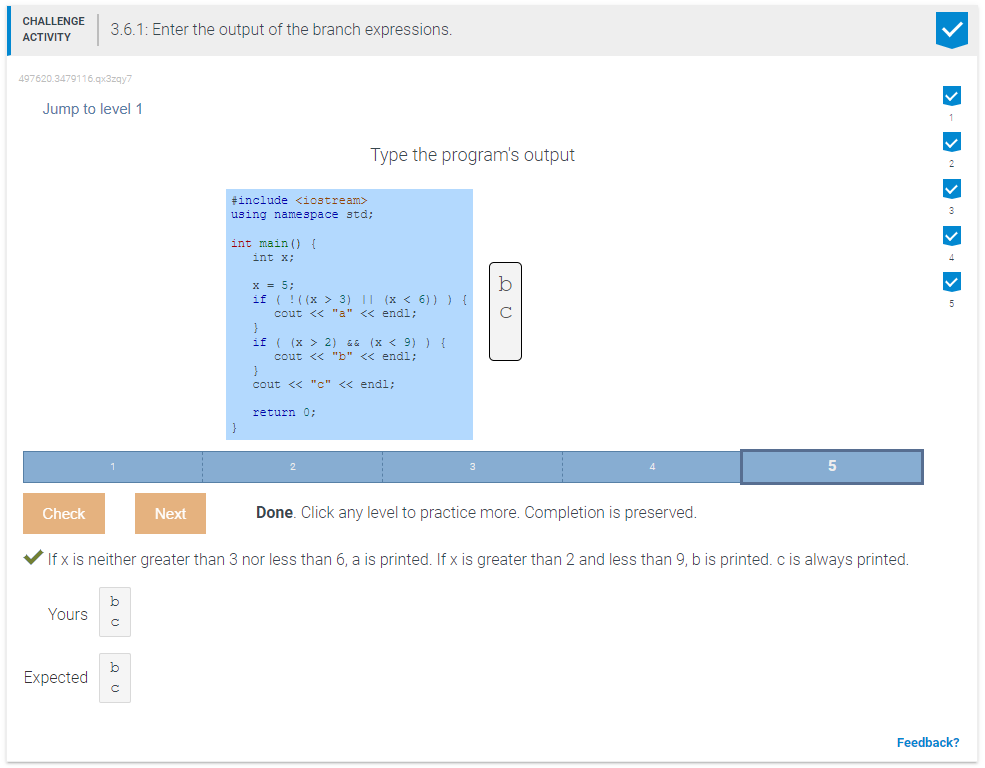 CHALLENGE
ACTIVITY
3.6.1: Enter the output of the branch expressions.
497620.3479116.qx3zqy7
Jump to level 1
1
2
3
4
5
Type the program's output
#include <iostream>
using namespace std;
int main() {
   int x;
   x = 5;
   if ( !((x > 3) || (x < 6)) ) {
      cout << "a" << endl;
   }
   if ( (x > 2) && (x < 9) ) {
      cout << "b" << endl;
   }
   cout << "c" << endl;
   return 0;
}
b
c
1 2 3 4 5
Check Next Done. Click any level to practice more. Completion is preserved.
If x is neither greater than 3 nor less than 6, a is printed. If x is greater than 2 and less than 9, b is printed. c is always printed.
Yours
b
c
Expected
b
c
Feedback?